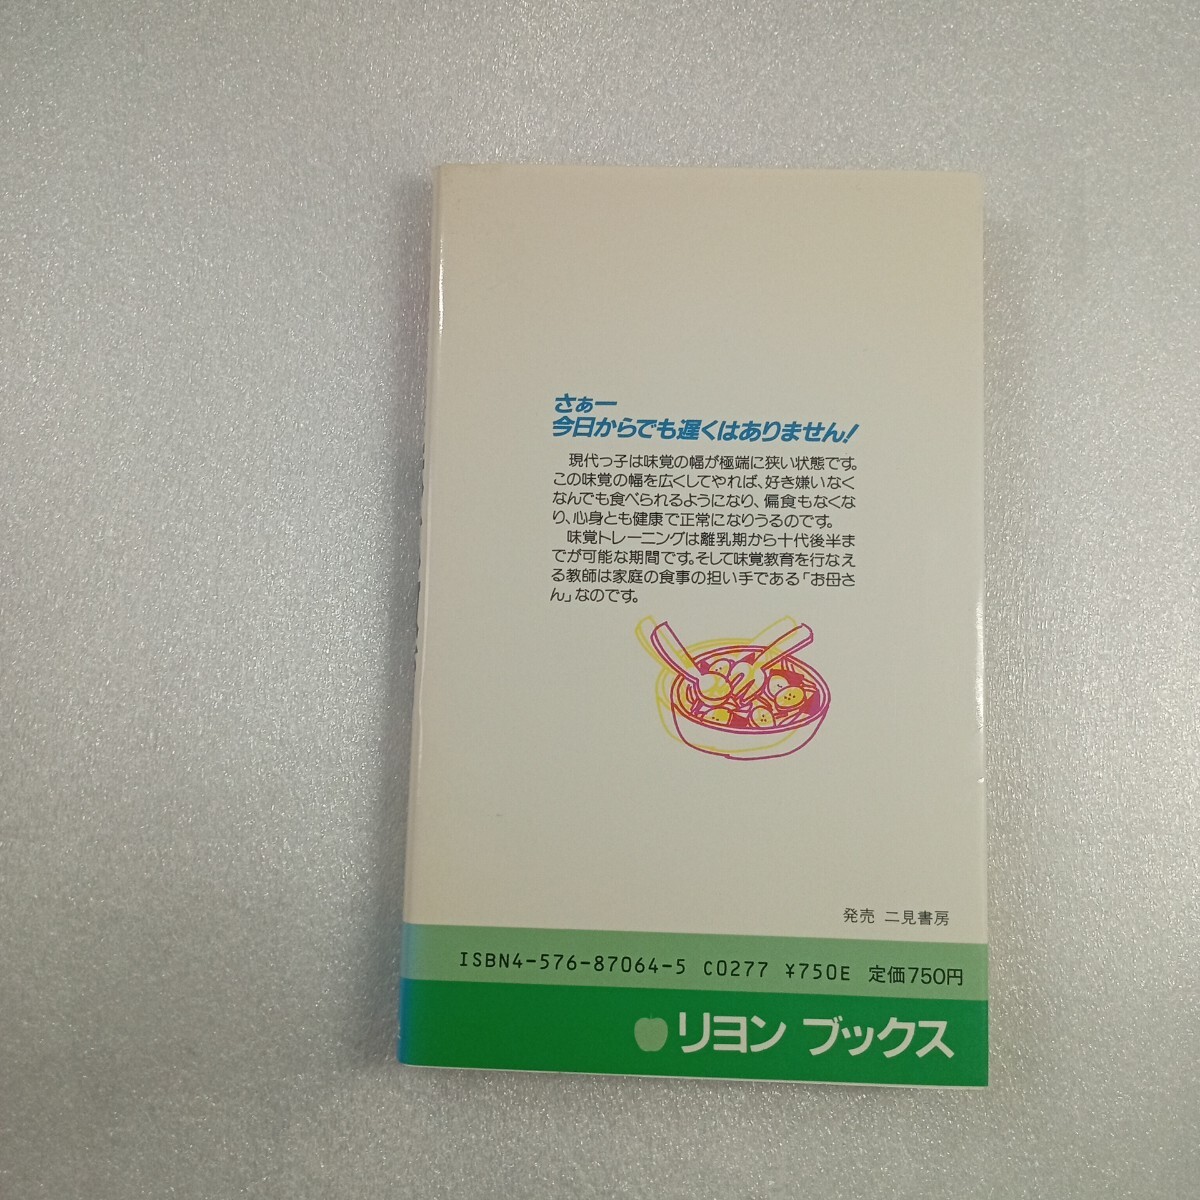 さぁー
今日からでも遅くはありません!
現代っ子は味覚の幅が極端に狭い状態です。
この味覚の幅を広くしてやれば、好き嫌いなく
なんでも食べられるようになり、偏食もなくな
り、心身とも健康で正常になりうるのです。
味覚トレーニングは離乳期から十代後半ま
でが可能な期間です。そして味覚教育を行なえ
る教師は家庭の食事の担い手である「お母さ
ん」なのです。
発売 二見書房
ISBN4-576-87064-5 C0277 ¥750E 定価750円
リヨン ブックス